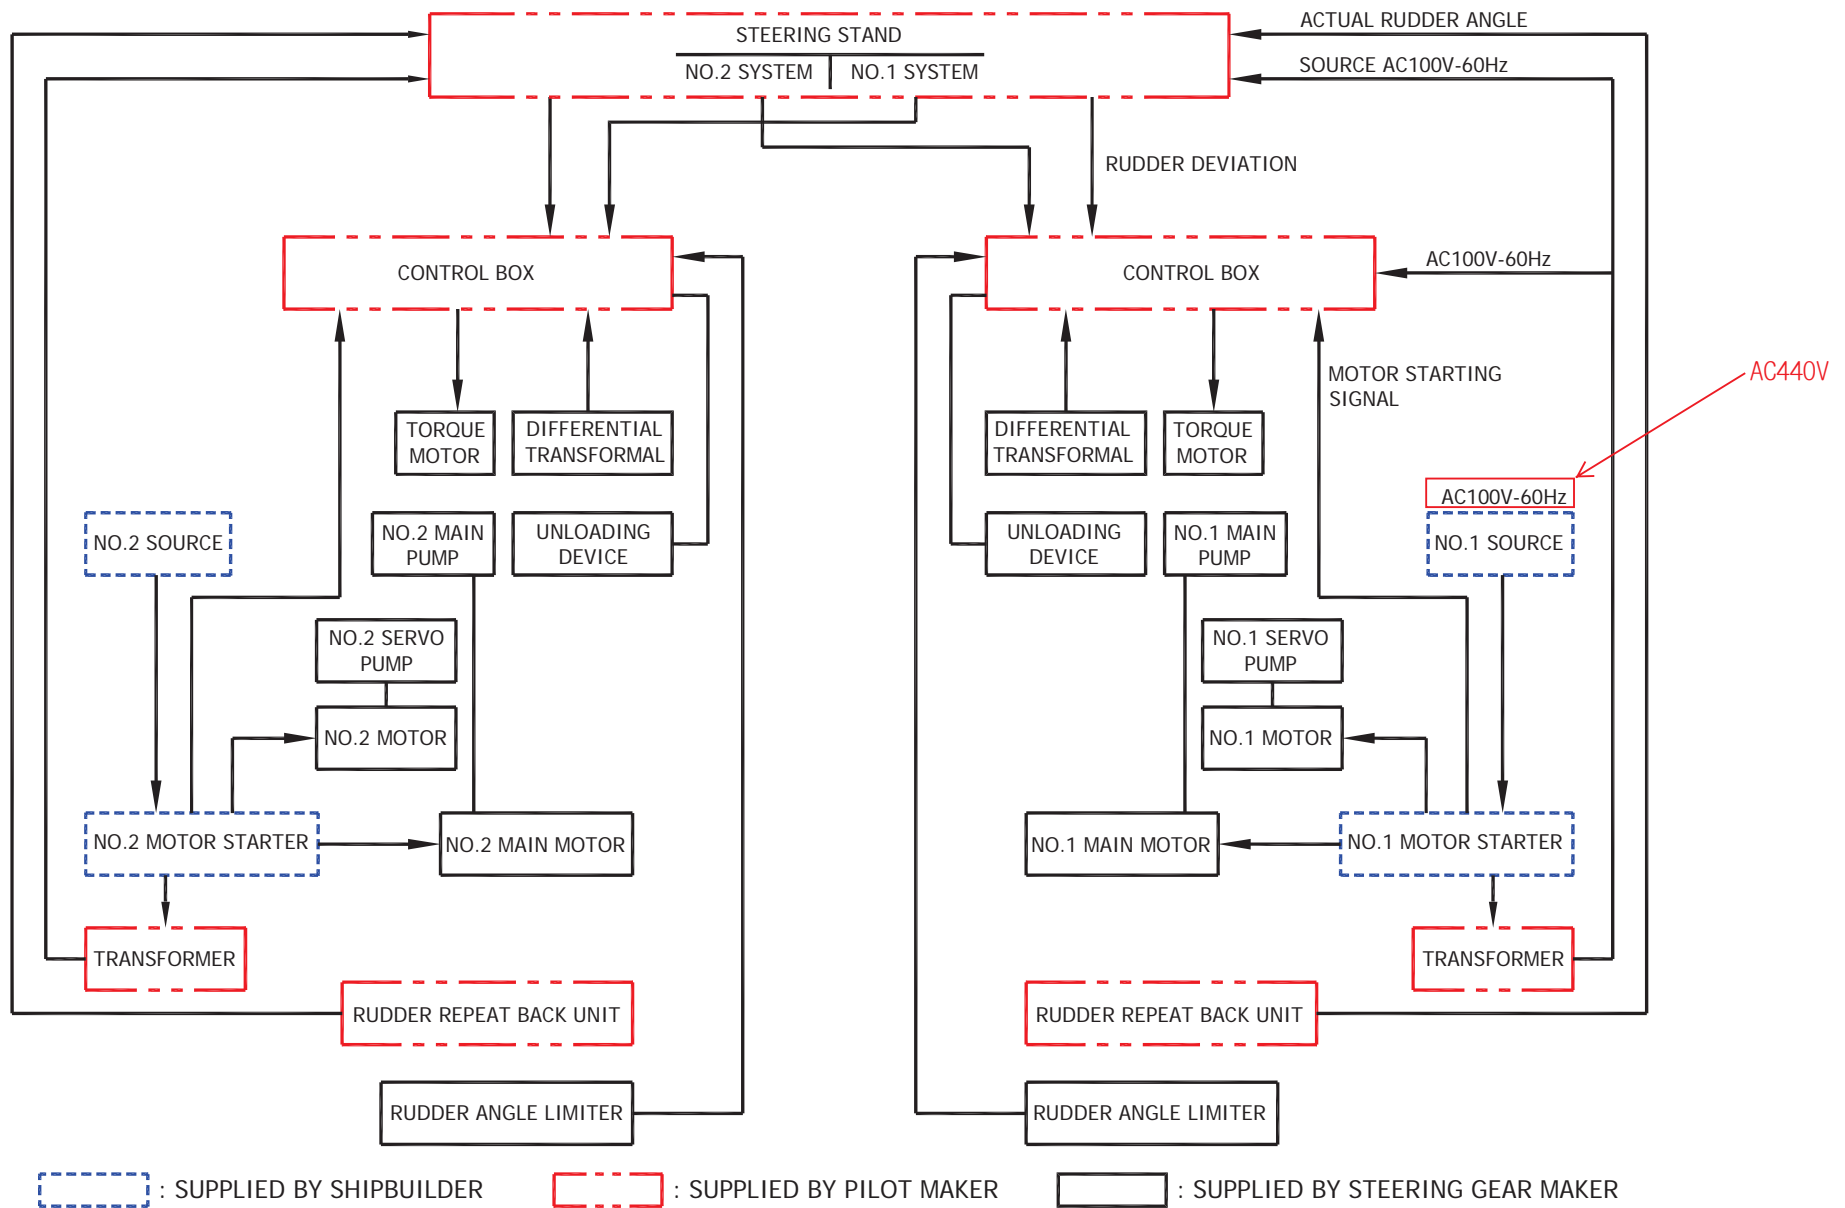 STEERING STAND
NO.2 SYSTEM
NO.1 SYSTEM
ACTUAL RUDDER ANGLE
SOURCE AC100V-60Hz
RUDDER DEVIATION
CONTROL BOX
CONTROL BOX
AC100V-60Hz
MOTOR STARTING
SIGNAL
AC440V
TORQUE
MOTOR
DIFFERENTIAL
TRANSFORMAL
DIFFERENTIAL
TRANSFORMAL
TORQUE
MOTOR
AC100V-60Hz
NO.2 SOURCE
NO.2 MAIN
PUMP
UNLOADING
DEVICE
UNLOADING
DEVICE
NO.1 MAIN
PUMP
NO.1 SOURCE
NO.2 SERVO
PUMP
NO.1 SERVO
PUMP
NO.2 MOTOR
NO.1 MOTOR
NO.2 MOTOR STARTER
NO.2 MAIN MOTOR
NO.1 MAIN MOTOR
NO.1 MOTOR STARTER
TRANSFORMER
TRANSFORMER
RUDDER REPEAT BACK UNIT
RUDDER REPEAT BACK UNIT
RUDDER ANGLE LIMITER
RUDDER ANGLE LIMITER
: SUPPLIED BY SHIPBUILDER
: SUPPLIED BY PILOT MAKER
: SUPPLIED BY STEERING GEAR MAKER